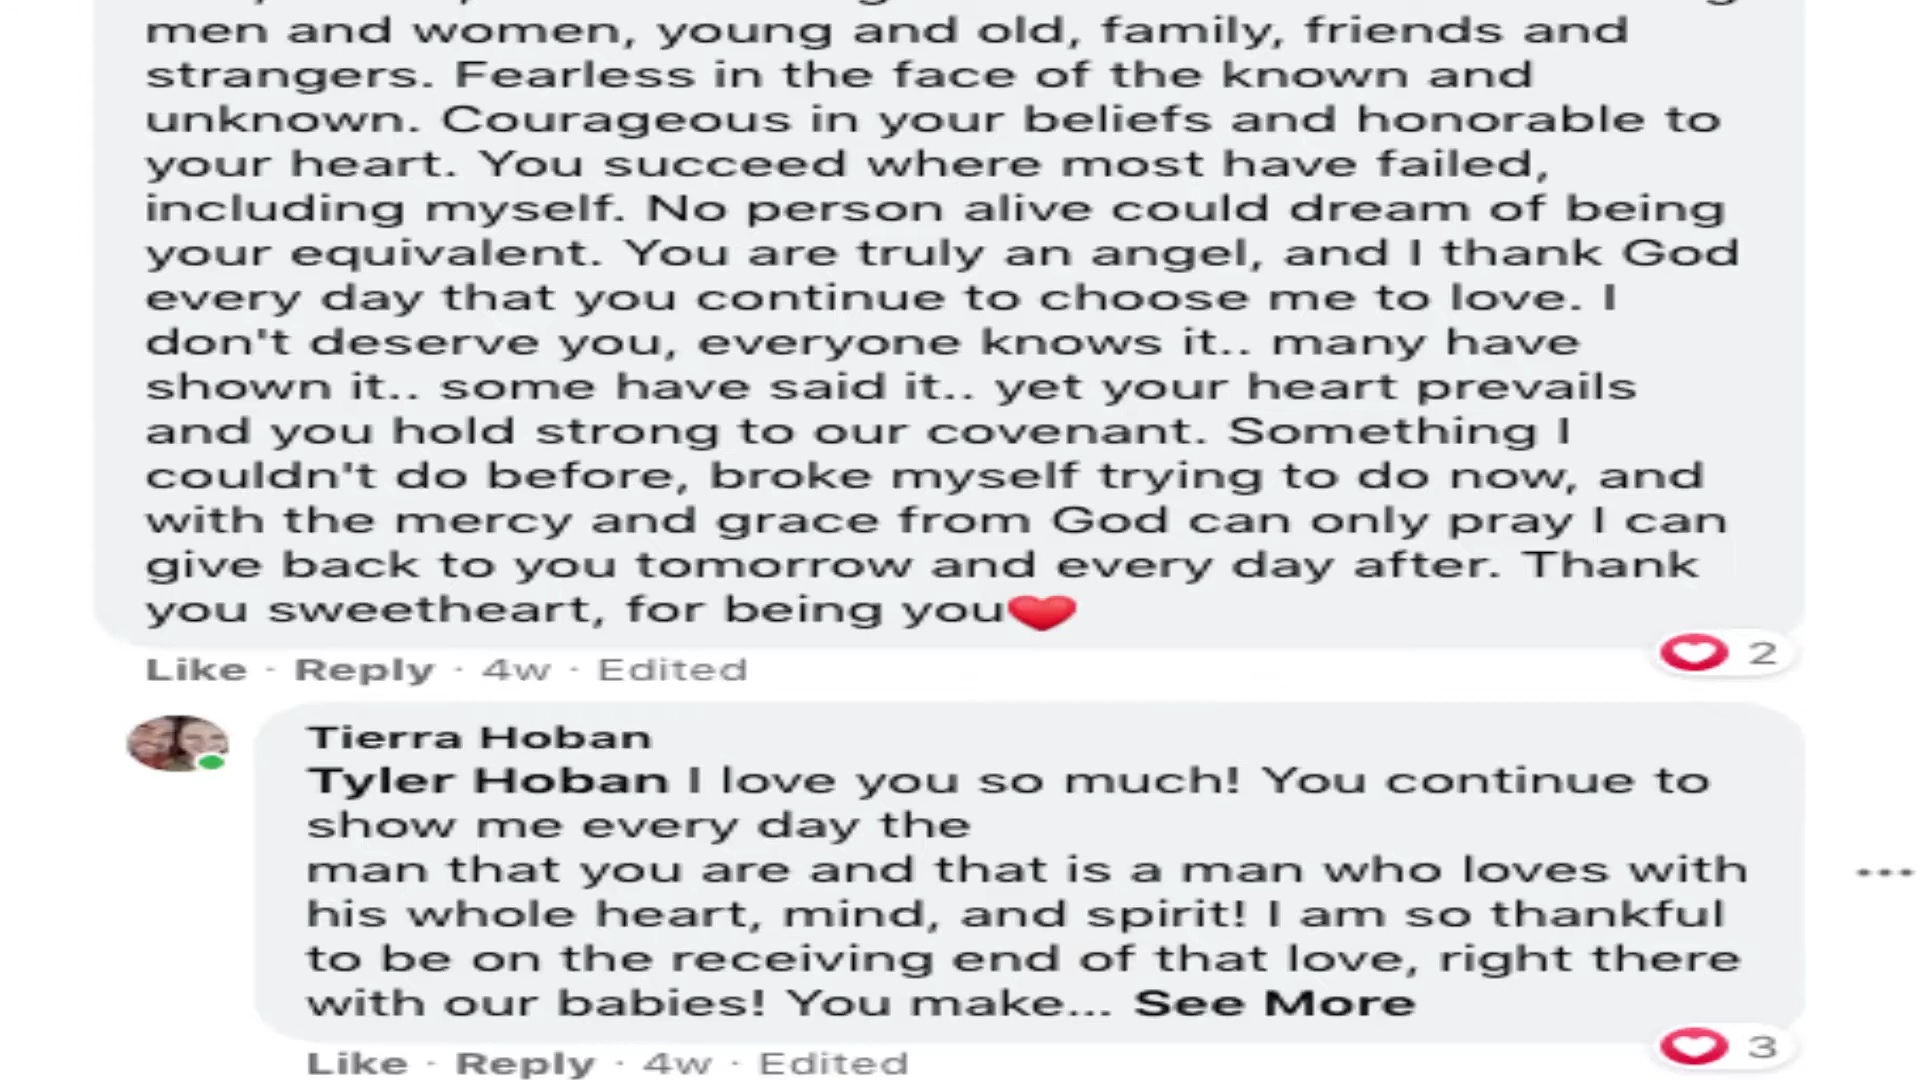 men and women, young and old, family, friends and
strangers. Fearless in the face of the known and
unknown. Courageous in your beliefs and honorable to
your heart. You succeed where most have failed,
including myself. No person alive could dream of being
your equivalent. You are truly an angel, and I thank God
every day that you continue to choose me to love. I
don't deserve you, everyone knows it.. many have
shown it.. some have said it.. yet your heart prevails
and you hold strong to our covenant. Something I
couldn't do before, broke myself trying to do now, and
with the mercy and grace from God can only pray I can
give back to you tomorrow and every day after. Thank
you sweetheart, for being you❤️
Like · Reply · 4w · Edited
2
Tierra Hoban
Tyler Hoban I love you so much! You continue to
show me every day the
man that you are and that is a man who loves with
his whole heart, mind, and spirit! I am so thankful
to be on the receiving end of that love, right there
with our babies! You make... See More
Like · Reply · 4w · Edited
3